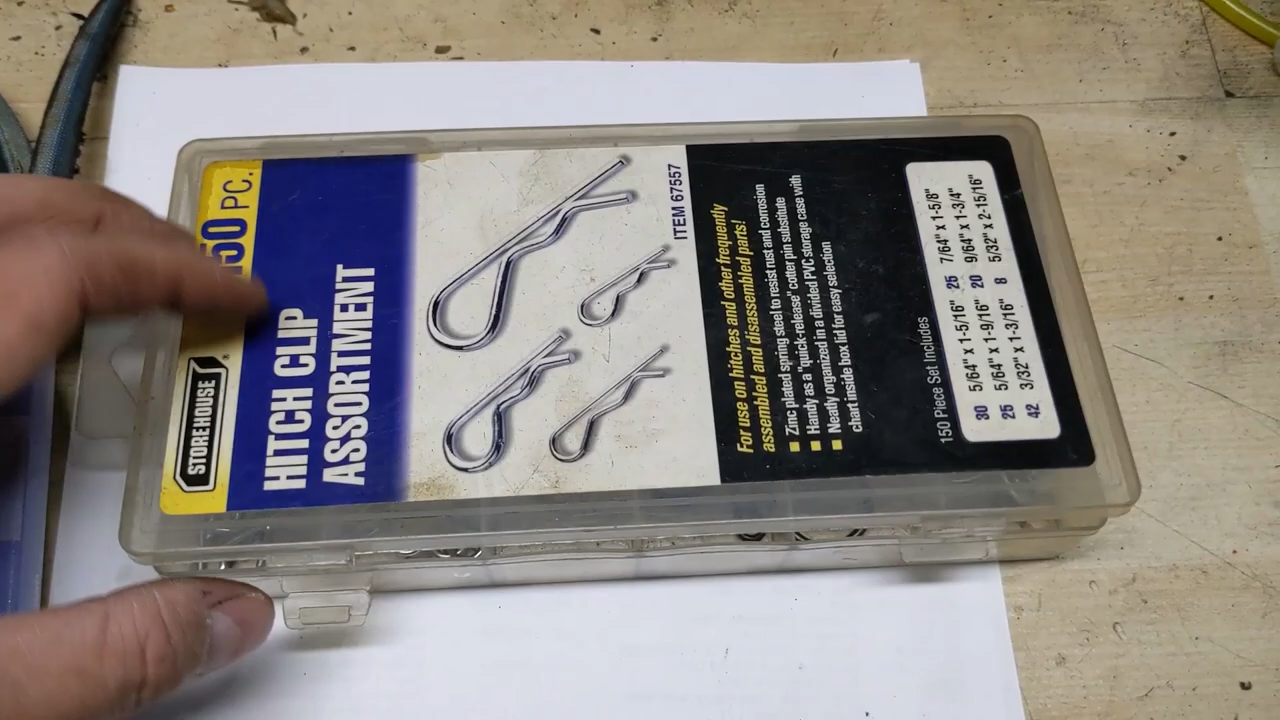 150 PC.
STOREHOUSE®
HITCH CLIP
ASSORTMENT
ITEM 67557
For use on hitches and other frequently
assembled and disassembled parts!
Zinc plated spring steel to resist rust and corrosion
Handy as a "quick-release" cotter pin substitute
Neatly organized in a divided PVC storage case with
chart inside box lid for easy selection
150 Piece Set Includes
30 5/64" x 1-5/16" 25 7/64" x 1-5/8"
25 5/64" x 1-9/16" 20 9/64" x 1-3/4"
42 3/32" x 1-3/16" 8 5/32" x 2-15/16"